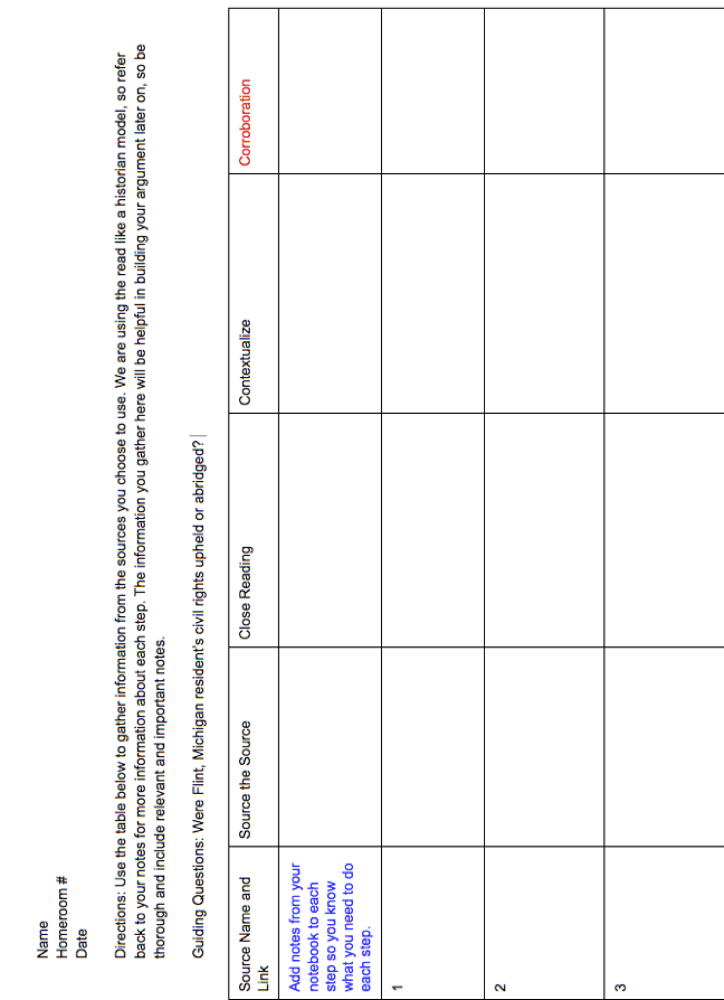 Name
Homeroom #
Date
Directions: Use the table below to gather information from the sources you choose to use. We are using the read like a historian model, so refer
back to your notes for more information about each step. The information you gather here will be helpful in building your argument later on, so be
thorough and include relevant and important notes.
Guiding Questions: Were Flint, Michigan resident's civil rights upheld or abridged?
Source Name and
Link
Source the Source
Close Reading
Contextualize
Corroboration
Add notes from your
notebook to each
step so you know
what you need to do
each step.
1
2
3